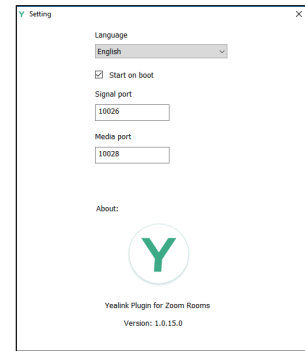 Y Setting
Language
English
Start on boot
Signal port
10026
Media port
10028
About:
Y
Yealink Plugin for Zoom Rooms
Version: 1.0.15.0